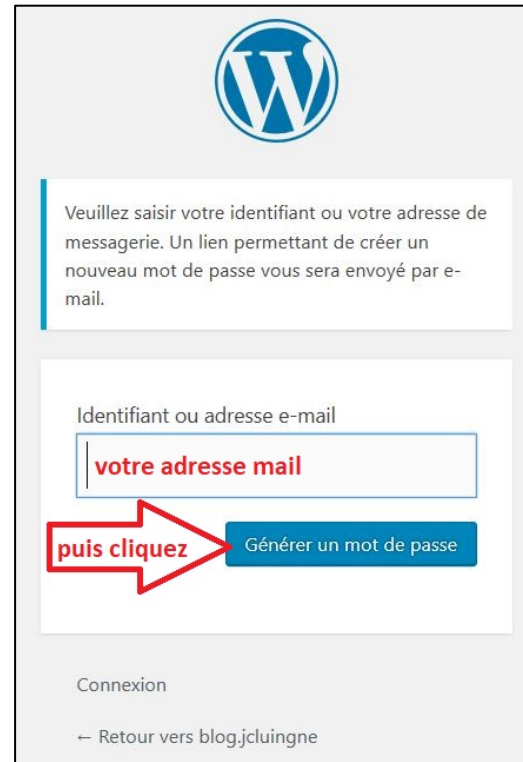 Veuillez saisir votre identifiant ou votre adresse de
messagerie. Un lien permettant de créer un
nouveau mot de passe vous sera envoyé par e-
mail.
Identifiant ou adresse e-mail
votre adresse mail
puis cliquez
Générer un mot de passe
Connexion
← Retour vers blog.jcluingne